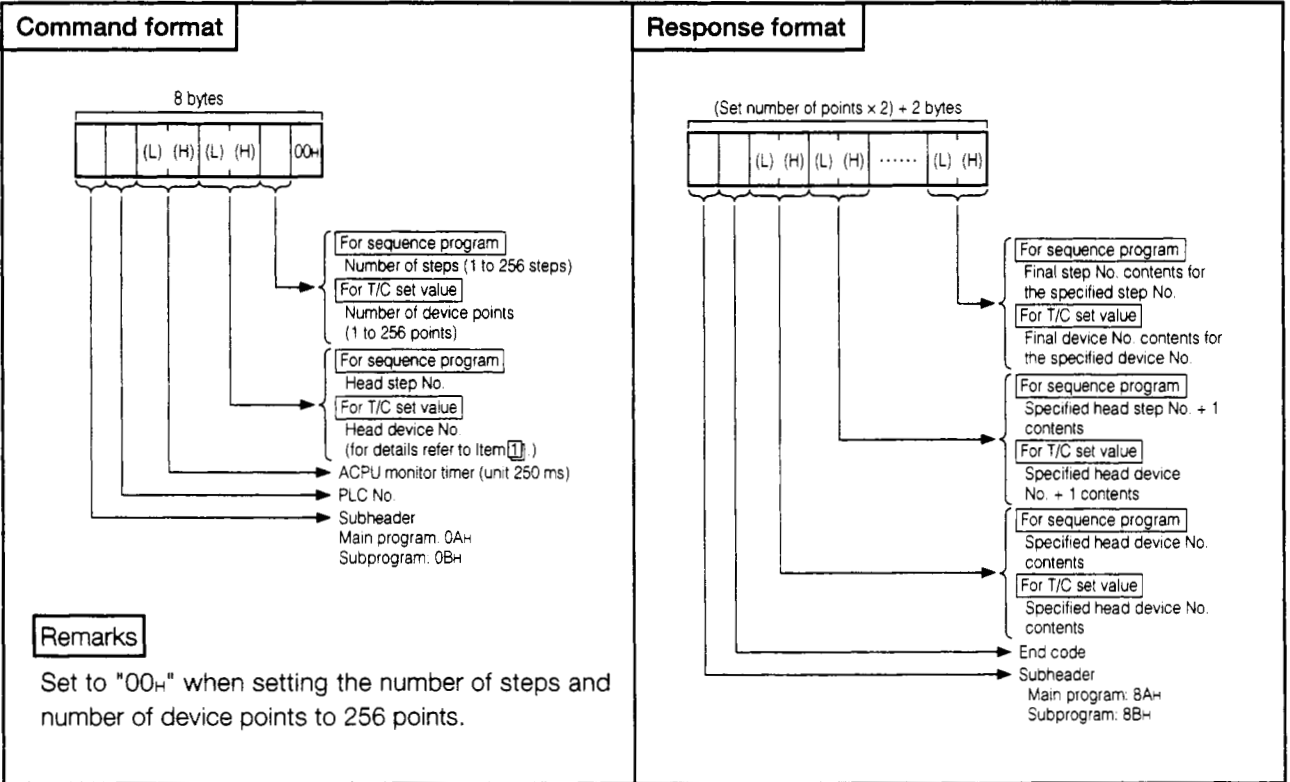 Command format
8 bytes
(L) (H) (L) (H) 00H
For sequence program
Number of steps (1 to 256 steps)
For T/C set value
Number of device points
(1 to 256 points)
For sequence program
Head step No.
For T/C set value
Head device No.
(for details refer to Item 1 .)
ACPU monitor timer (unit 250 ms)
PLC No.
Subheader
Main program. 0AH
Subprogram: 0BH
Remarks
Set to "00H" when setting the number of steps and
number of device points to 256 points.
Response format
(Set number of points × 2) + 2 bytes
(L) (H) (L) (H) ...... (L) (H)
For sequence program
Final step No. contents for
the specified step No.
For T/C set value
Final device No. contents for
the specified device No.
For sequence program
Specified head step No. + 1
contents
For T/C set value
Specified head device
No. + 1 contents
For sequence program
Specified head device No.
contents
For T/C set value
Specified head device No.
contents
End code
Subheader
Main program: 8AH
Subprogram: 8BH